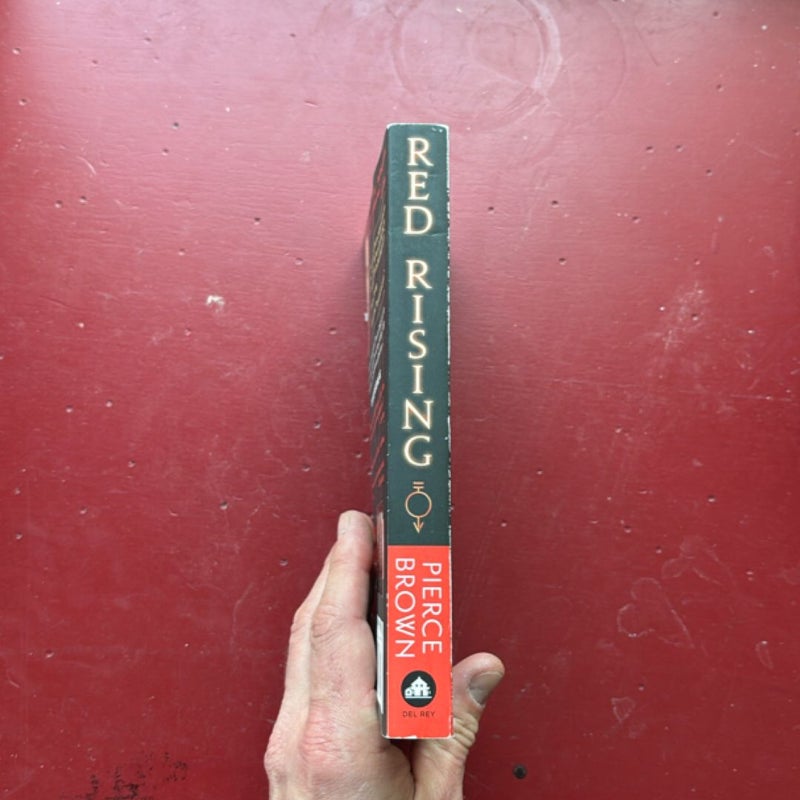 RED RISING
PIERCE
BROWN
DEL REY